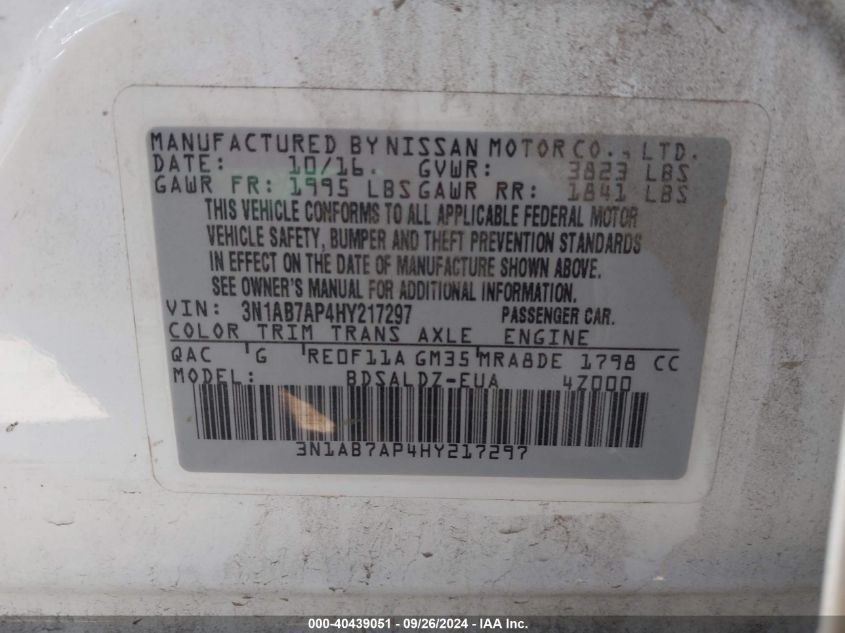 MANUFACTURED BY NISSAN MOTOR CO., LTD.
DATE: 10/16. GVWR: 3823 LBS
GAWR FR: 1995 LBS GAWR RR: 1841 LBS
THIS VEHICLE CONFORMS TO ALL APPLICABLE FEDERAL MOTOR
VEHICLE SAFETY, BUMPER AND THEFT PREVENTION STANDARDS
IN EFFECT ON THE DATE OF MANUFACTURE SHOWN ABOVE.
SEE OWNER'S MANUAL FOR ADDITIONAL INFORMATION.
VIN: 3N1AB7AP4HY217297 PASSENGER CAR.
COLOR TRIM TRANS AXLE ENGINE
QAC G RE0F11A GM35 MRA8DE 1798 CC
MODEL: BDSALDZ-EUA 4Z000
3N1AB7AP4HY217297
000-40439051 - 09/26/2024 - IAA Inc.